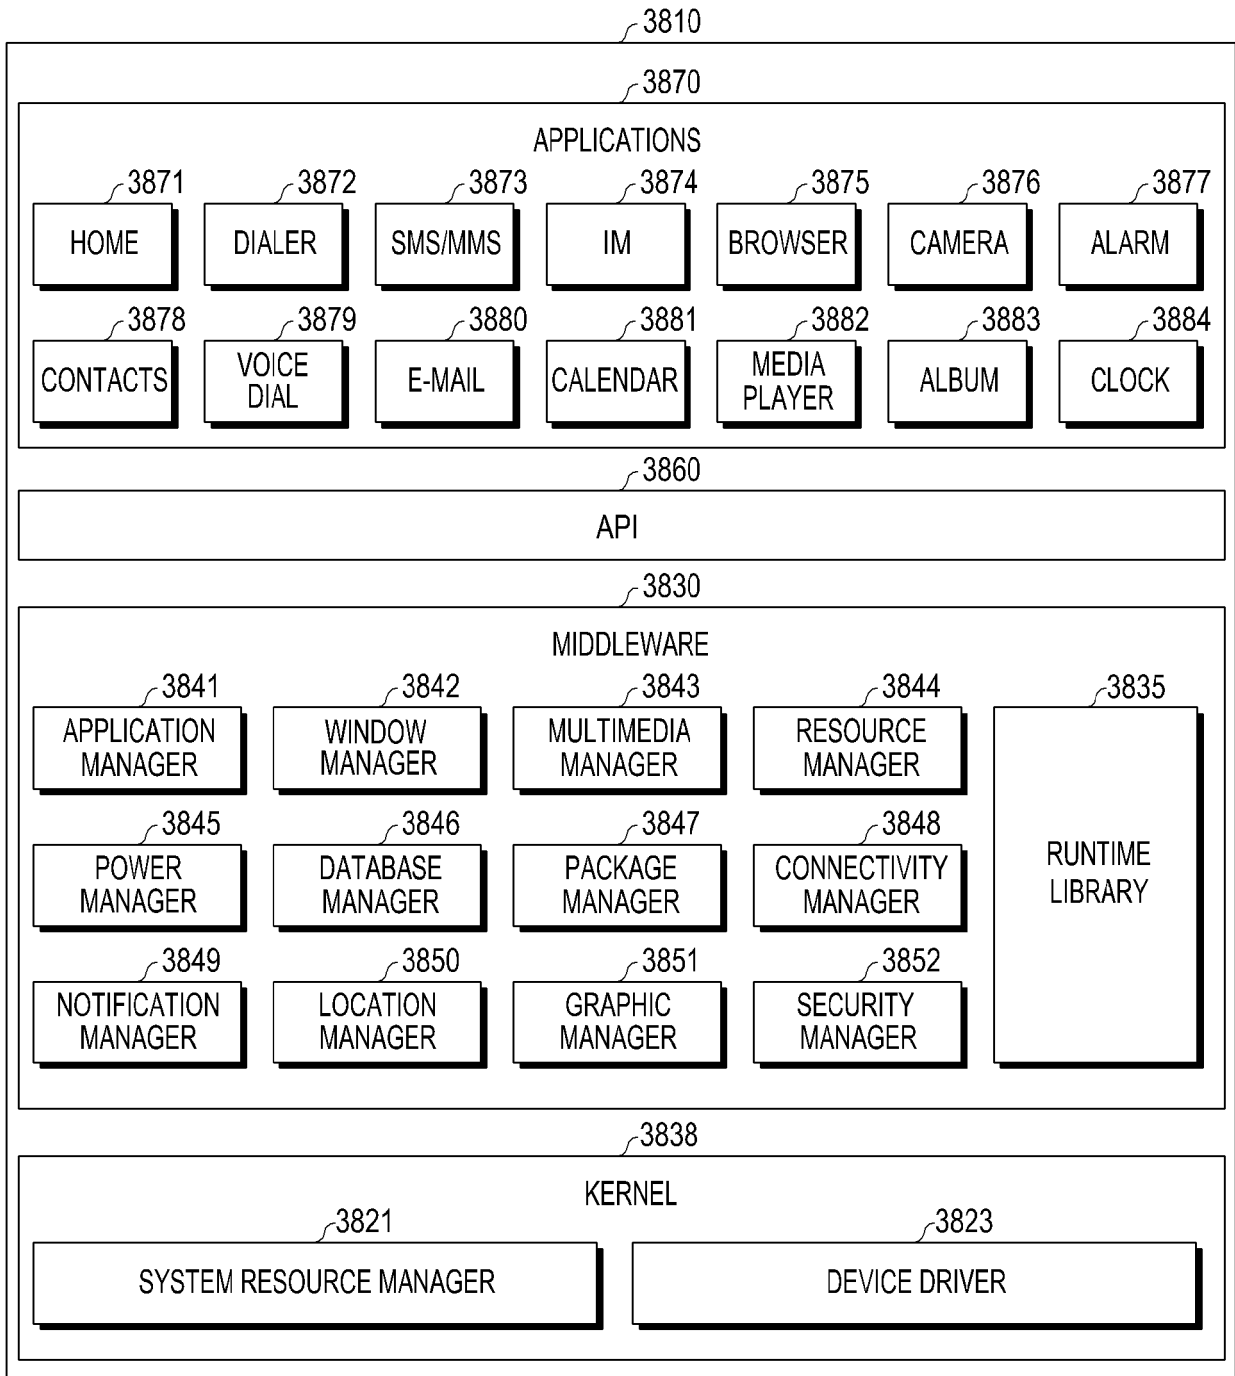 3810
3870
APPLICATIONS
3871 3872 3873 3874 3875 3876 3877
HOME DIALER SMS/MMS IM BROWSER CAMERA ALARM
3878 3879 3880 3881 3882 3883 3884
CONTACTS VOICE DIAL E-MAIL CALENDAR MEDIA PLAYER ALBUM CLOCK
3860
API
3830
MIDDLEWARE
3841 3842 3843 3844 3835
APPLICATION MANAGER WINDOW MANAGER MULTIMEDIA MANAGER RESOURCE MANAGER
3845 3846 3847 3848
POWER MANAGER DATABASE MANAGER PACKAGE MANAGER CONNECTIVITY MANAGER RUNTIME LIBRARY
3849 3850 3851 3852
NOTIFICATION MANAGER LOCATION MANAGER GRAPHIC MANAGER SECURITY MANAGER
3838
KERNEL
3821 3823
SYSTEM RESOURCE MANAGER DEVICE DRIVER